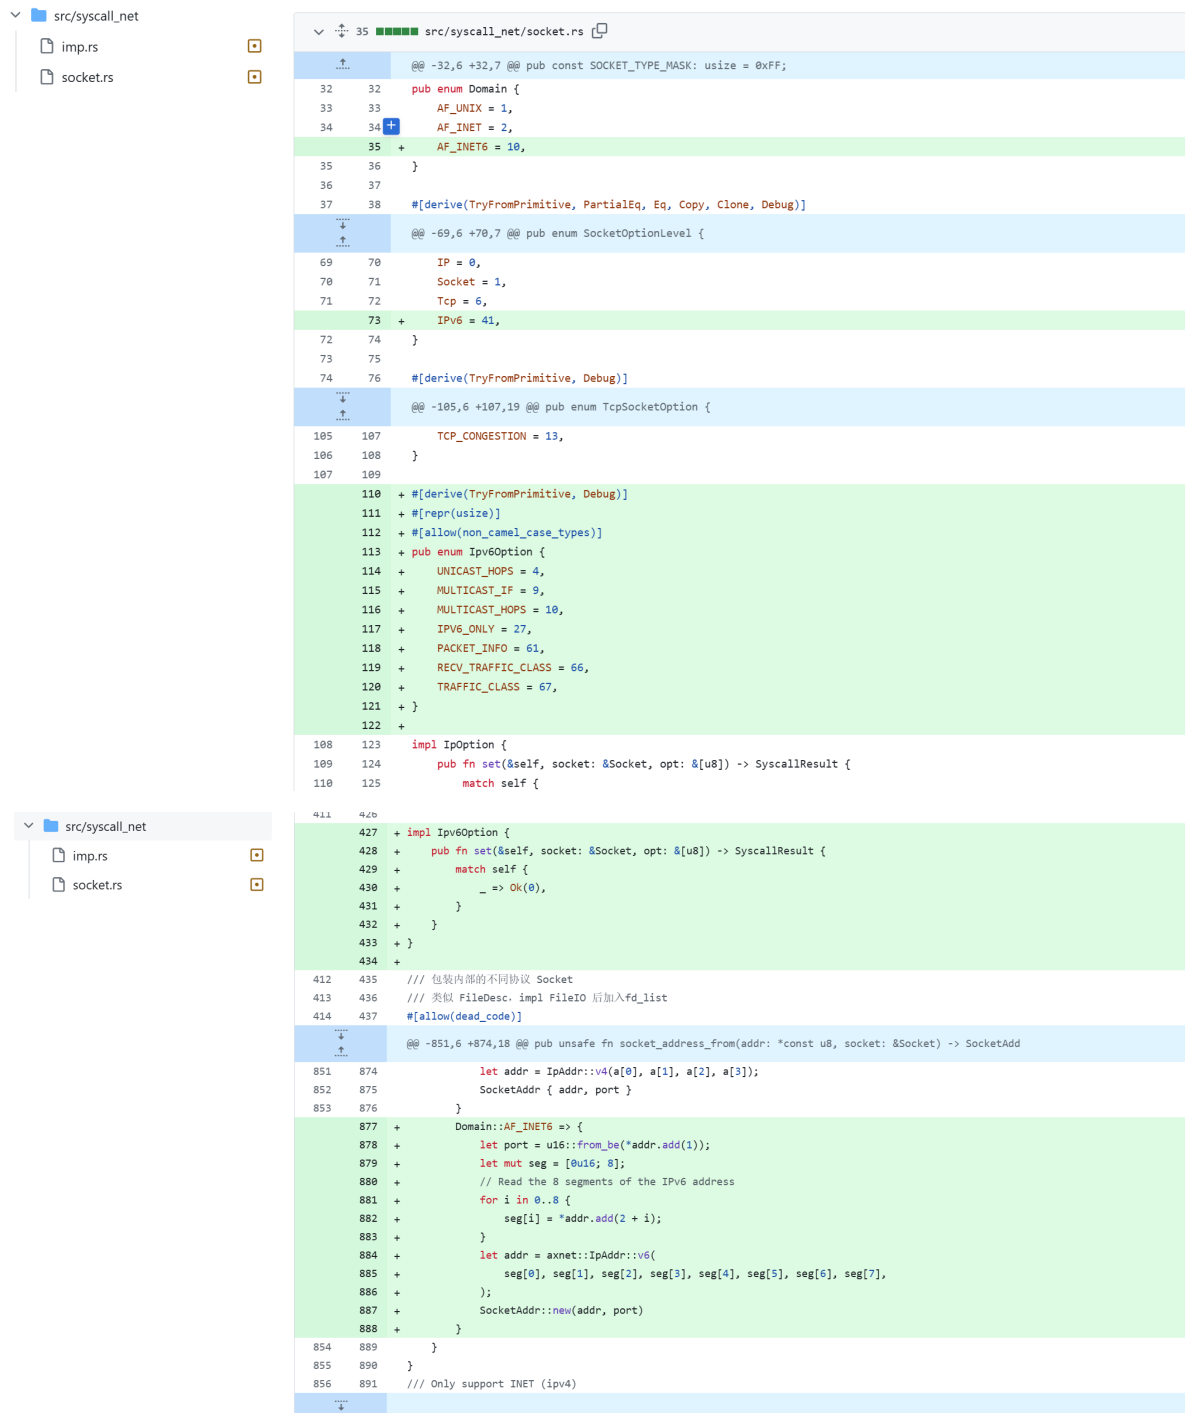 src/syscall_net
imp.rs
socket.rs
35 src/syscall_net/socket.rs
@@ -32,6 +32,7 @@ pub const SOCKET_TYPE_MASK: usize = 0xFF;
32 32 pub enum Domain {
33 33 AF_UNIX = 1,
34 34 AF_INET = 2,
35 + AF_INET6 = 10,
35 36 }
36 37
37 38 #[derive(TryFromPrimitive, PartialEq, Eq, Copy, Clone, Debug)]
@@ -69,6 +70,7 @@ pub enum SocketOptionLevel {
69 70 IP = 0,
70 71 Socket = 1,
71 72 Tcp = 6,
73 + IPv6 = 41,
72 74 }
73 75
74 76 #[derive(TryFromPrimitive, Debug)]
@@ -105,6 +107,19 @@ pub enum TcpSocketOption {
105 107 TCP_CONGESTION = 13,
106 108 }
107 109
110 + #[derive(TryFromPrimitive, Debug)]
111 + #[repr(usize)]
112 + #[allow(non_camel_case_types)]
113 + pub enum Ipv6Option {
114 + UNICAST_HOPS = 4,
115 + MULTICAST_IF = 9,
116 + MULTICAST_HOPS = 10,
117 + IPV6_ONLY = 27,
118 + PACKET_INFO = 61,
119 + RECV_TRAFFIC_CLASS = 66,
120 + TRAFFIC_CLASS = 67,
121 + }
122 +
108 123 impl IpOption {
109 124 pub fn set(&self, socket: &Socket, opt: &[u8]) -> SyscallResult {
110 125 match self {
src/syscall_net
imp.rs
socket.rs
411 426
427 + impl Ipv6Option {
428 + pub fn set(&self, socket: &Socket, opt: &[u8]) -> SyscallResult {
429 + match self {
430 + _ => Ok(0),
431 + }
432 + }
433 + }
434 +
412 435 /// 包装内部的不同协议 Socket
413 436 /// 类似 FileDesc，impl FileIO 后加入fd_list
414 437 #[allow(dead_code)]
@@ -851,6 +874,18 @@ pub unsafe fn socket_address_from(addr: *const u8, socket: &Socket) -> SocketAdd
851 874 let addr = IpAddr::v4(a[0], a[1], a[2], a[3]);
852 875 SocketAddr { addr, port }
853 876 }
877 + Domain::AF_INET6 => {
878 + let port = u16::from_be(*addr.add(1));
879 + let mut seg = [0u16; 8];
880 + // Read the 8 segments of the IPv6 address
881 + for i in 0..8 {
882 + seg[i] = *addr.add(2 + i);
883 + }
884 + let addr = axnet::IpAddr::v6(
885 + seg[0], seg[1], seg[2], seg[3], seg[4], seg[5], seg[6], seg[7],
886 + );
887 + SocketAddr::new(addr, port)
888 + }
854 889 }
855 890 }
856 891 /// Only support INET (ipv4)